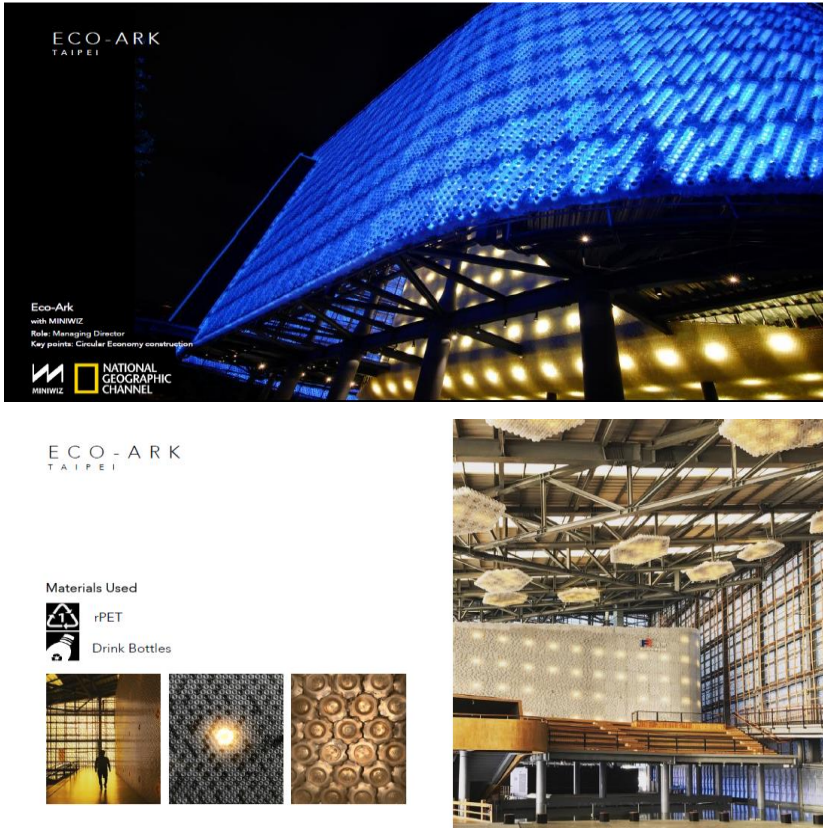 ECO-ARK
TAIPEI
Eco-Ark
with MINIWIZ
Role: Managing Director
Key points: Circular Economy construction
MINIWIZ
NATIONAL
GEOGRAPHIC
CHANNEL
ECO-ARK
TAIPEI
Materials Used
1
rPET
Drink Bottles